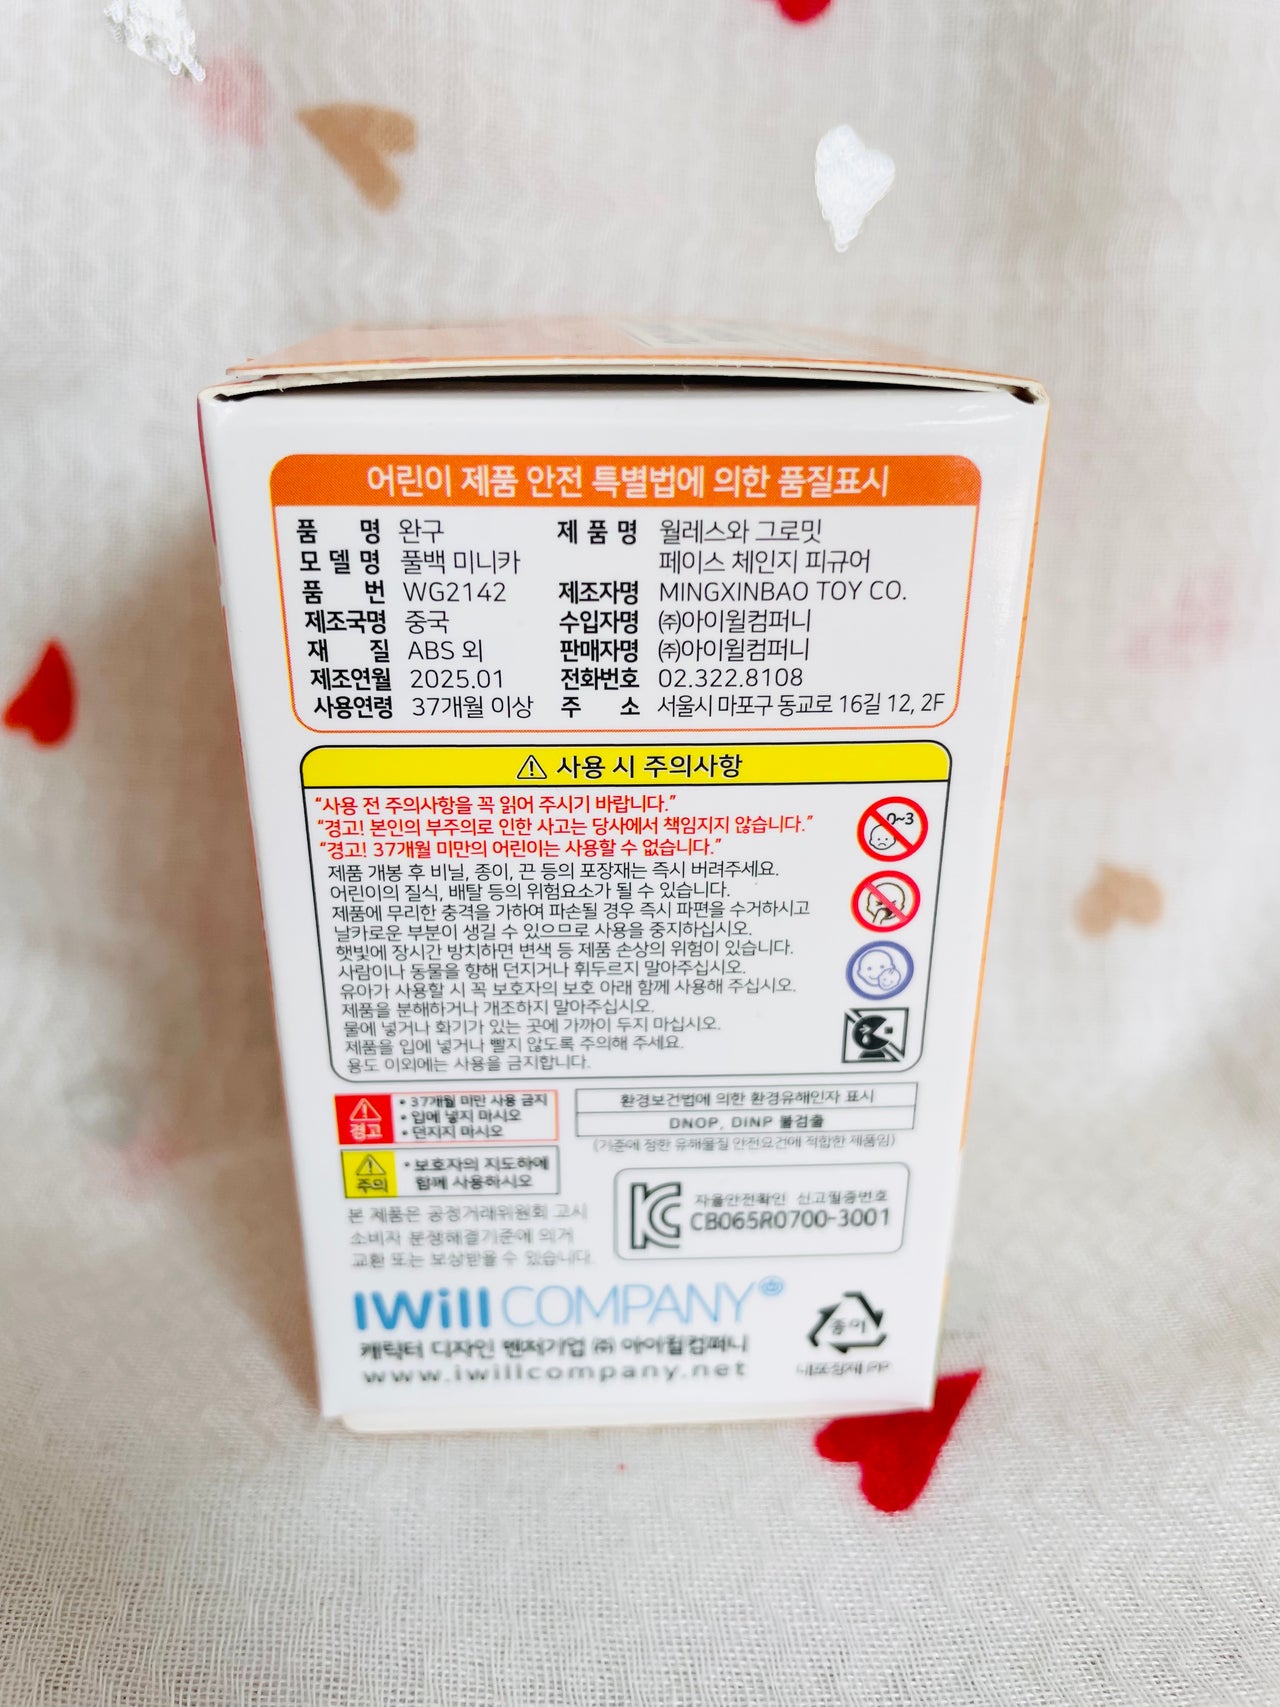 어린이 제품 안전 특별법에 의한 품질표시
품 명 완구
모델명 풀백 미니카
품 번 WG2142
제조국명 중국
재 질 ABS 외
제조연월 2025.01
사용연령 37개월 이상
제품명 월레스와 그로밋
페이스 체인지 피규어
제조자명 MINGXINBAO TOY CO.
수입자명 ㈜아이윌컴퍼니
판매자명 ㈜아이윌컴퍼니
전화번호 02.322.8108
주 소 서울시 마포구 동교로 16길 12, 2F
사용 시 주의사항
“사용 전 주의사항을 꼭 읽어 주시기 바랍니다.”
“경고! 본인의 부주의로 인한 사고는 당사에서 책임지지 않습니다.”
“경고! 37개월 미만의 어린이는 사용할 수 없습니다.”
제품 개봉 후 비닐, 종이, 끈 등의 포장재는 즉시 버려주세요.
어린이의 질식, 배탈 등의 위험요소가 될 수 있습니다.
제품에 무리한 충격을 가하여 파손될 경우 즉시 파편을 수거하시고
날카로운 부분이 생길 수 있으므로 사용을 중지하십시오.
햇빛에 장시간 방치하면 변색 등 제품 손상의 위험이 있습니다.
사람이나 동물을 향해 던지거나 휘두르지 말아주십시오.
유아가 사용할 시 꼭 보호자의 보호 아래 함께 사용해 주십시오.
제품을 분해하거나 개조하지 말아주십시오.
물에 넣거나 화기가 있는 곳에 가까이 두지 마십시오.
제품을 입에 넣거나 빨지 않도록 주의해 주세요.
용도 이외에는 사용을 금지합니다.
0~3
경고
• 37개월 미만 사용 금지
• 입에 넣지 마시오
• 던지지 마시오
주의
• 보호자의 지도하에
함께 사용하시오
환경보건법에 의한 환경유해인자 표시
DNOP, DINP 불검출
(기준에 정한 유해물질 안전요건에 적합한 제품임)
본 제품은 공정거래위원회 고시
소비자 분쟁해결기준에 의거
교환 또는 보상받을 수 있습니다.
자율안전확인 신고필증번호
CB065R0700-3001
IWill COMPANY
캐릭터 디자인 벤처기업 ㈜ 아이윌컴퍼니
www.iwillcompany.net
종이
내포장재 PP